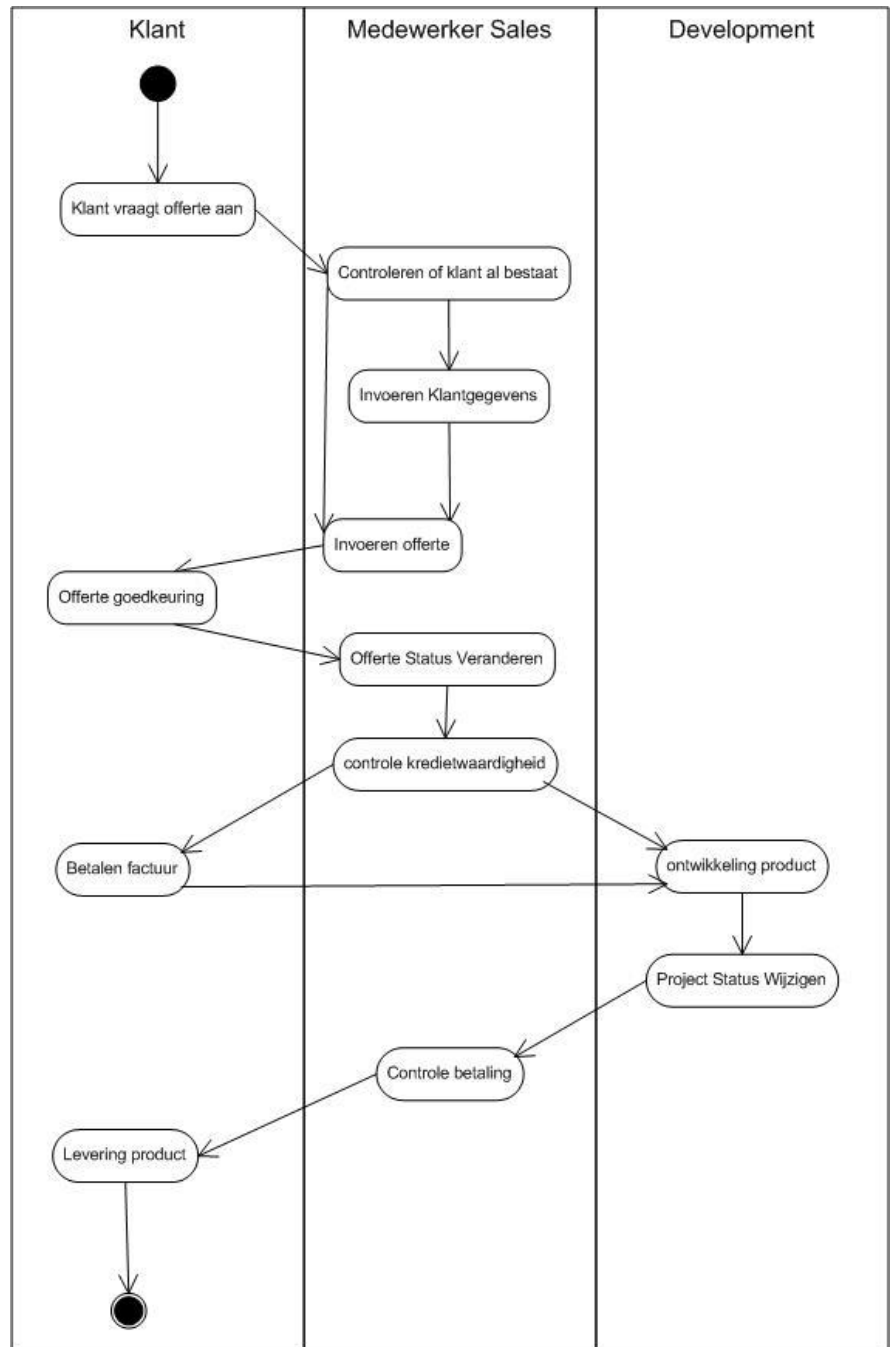 Klant
Medewerker Sales
Development
Klant vraagt offerte aan
Controleren of klant al bestaat
Invoeren Klantgegevens
Invoeren offerte
Offerte goedkeuring
Offerte Status Veranderen
controle kredietwaardigheid
Betalen factuur
ontwikkeling product
Project Status Wijzigen
Controle betaling
Levering product